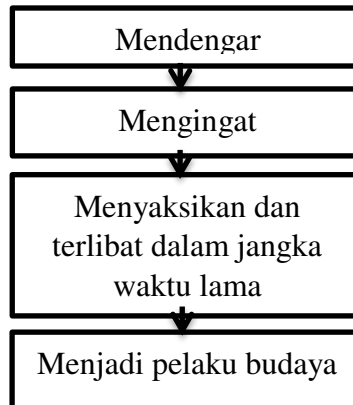 Mendengar
Mengingat
Menyaksikan dan
terlibat dalam jangka
waktu lama
Menjadi pelaku budaya